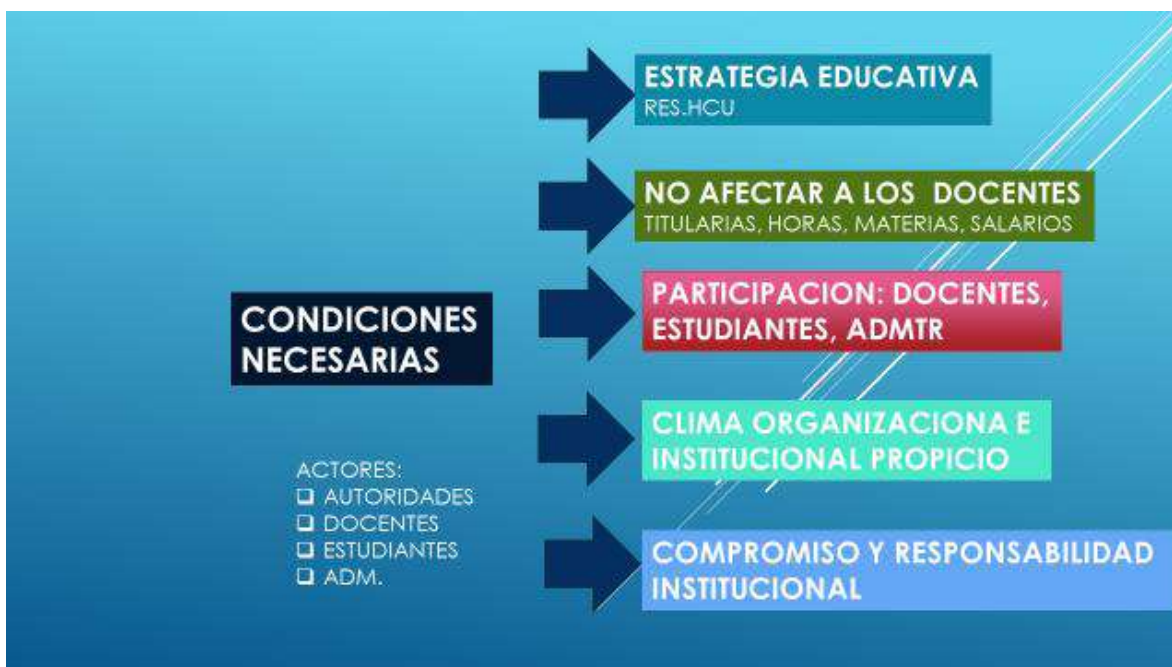 CONDICIONES
NECESARIAS
ACTORES:
❑ AUTORIDADES
❑ DOCENTES
❑ ESTUDIANTES
❑ ADM.
ESTRATEGIA EDUCATIVA
RES.HCU
NO AFECTAR A LOS DOCENTES
TITULARIAS, HORAS, MATERIAS, SALARIOS
PARTICIPACION: DOCENTES,
ESTUDIANTES, ADMTR
CLIMA ORGANIZACIONA E
INSTITUCIONAL PROPICIO
COMPROMISO Y RESPONSABILIDAD
INSTITUCIONAL